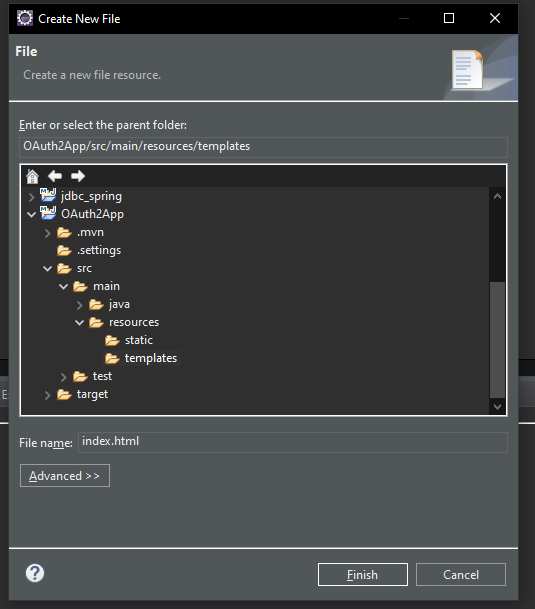 Create New File
File
Create a new file resource.
Enter or select the parent folder:
OAuth2App/src/main/resources/templates
jdbc_spring
OAuth2App
.mvn
.settings
src
main
java
resources
static
templates
test
target
File name: index.html
Advanced >>
Finish Cancel